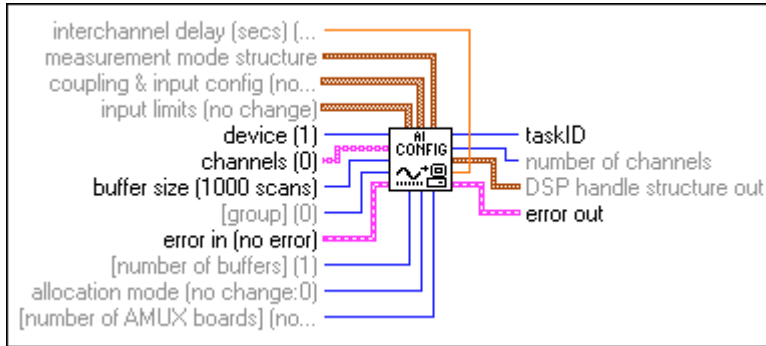 interchannel delay (secs) (...
measurement mode structure
coupling & input config (no...
input limits (no change)
device (1)
channels (0)
buffer size (1000 scans)
[group] (0)
error in (no error)
[number of buffers] (1)
allocation mode (no change:0)
[number of AMUX boards] (no...
AI
CONFIG
taskID
number of channels
DSP handle structure out
error out